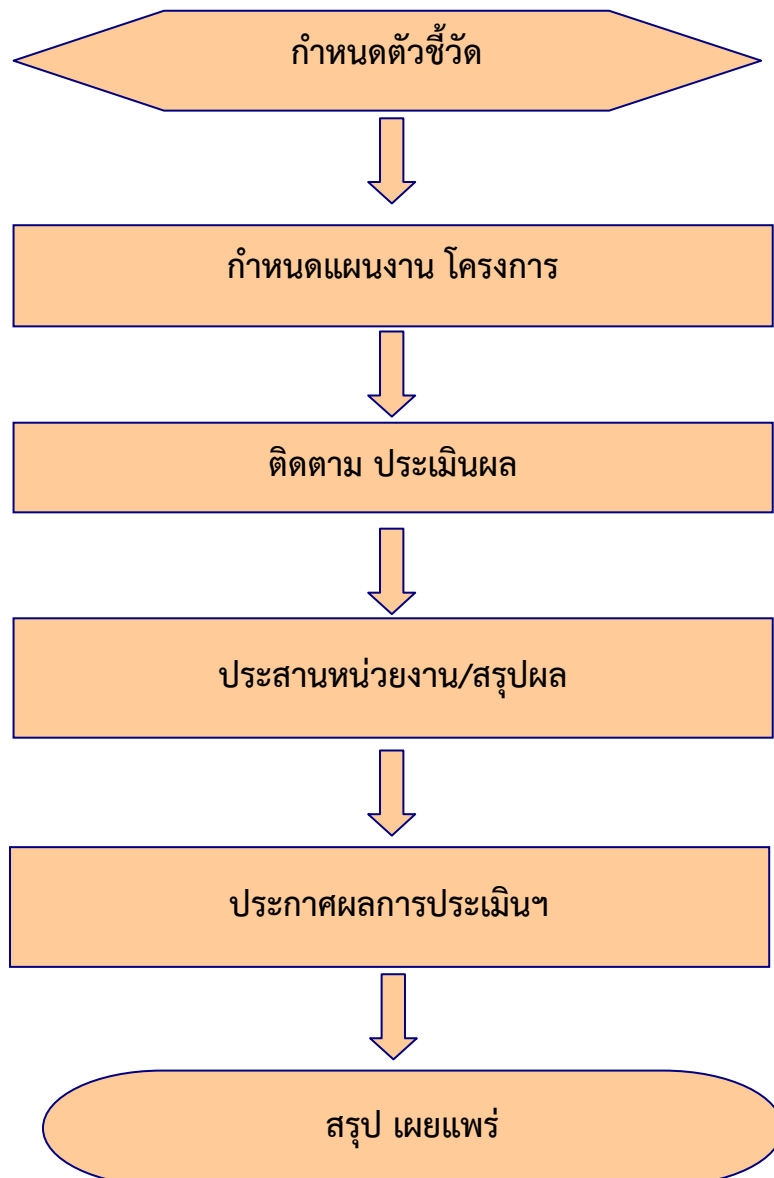 กำหนดตัวชี้วัด
กำหนดแผนงาน โครงการ
ติดตาม ประเมินผล
ประสานหน่วยงาน/สรุปผล
ประกาศผลการประเมินฯ
สรุป เผยแพร่